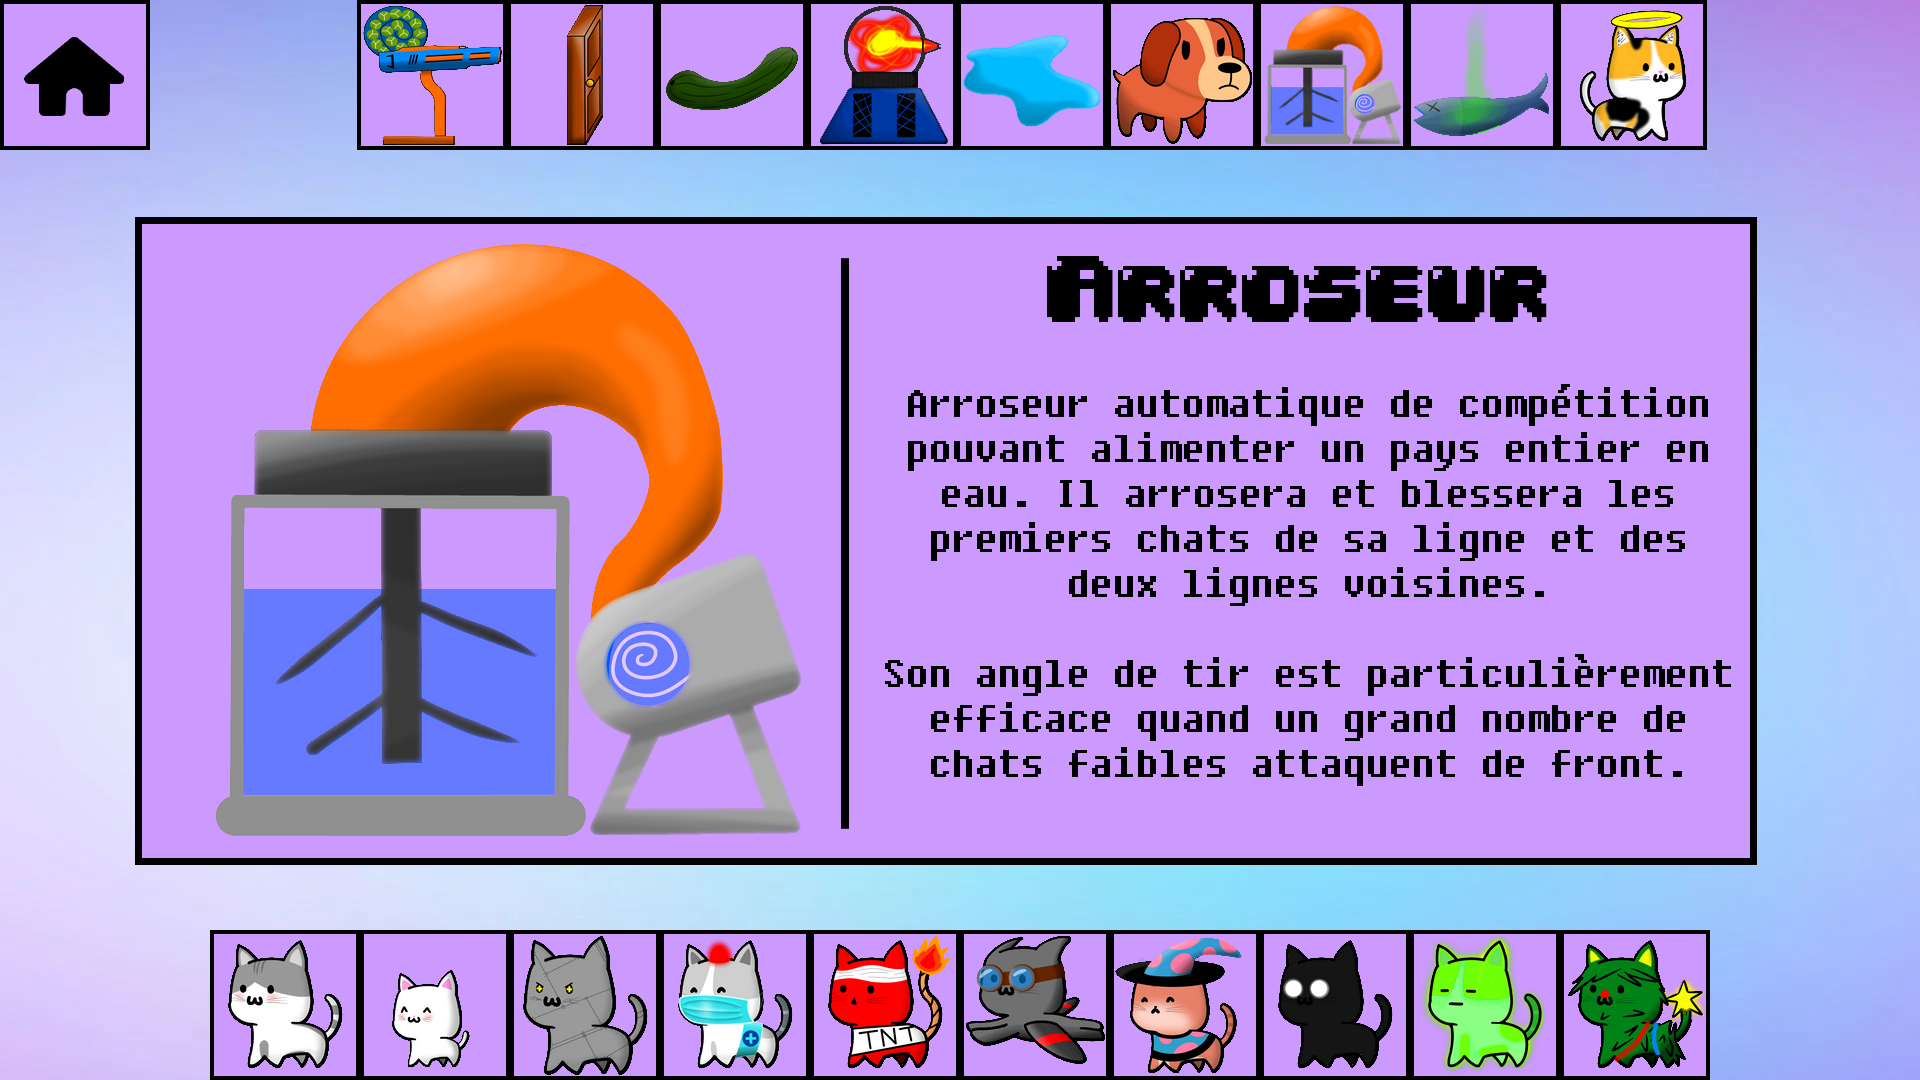 Arroseur
Arroseur automatique de compétition
pouvant alimenter un pays entier en
eau. Il arrosera et blessera les
premiers chats de sa ligne et des
deux lignes voisines.
Son angle de tir est particulièrement
efficace quand un grand nombre de
chats faibles attaquent de front.
TNT